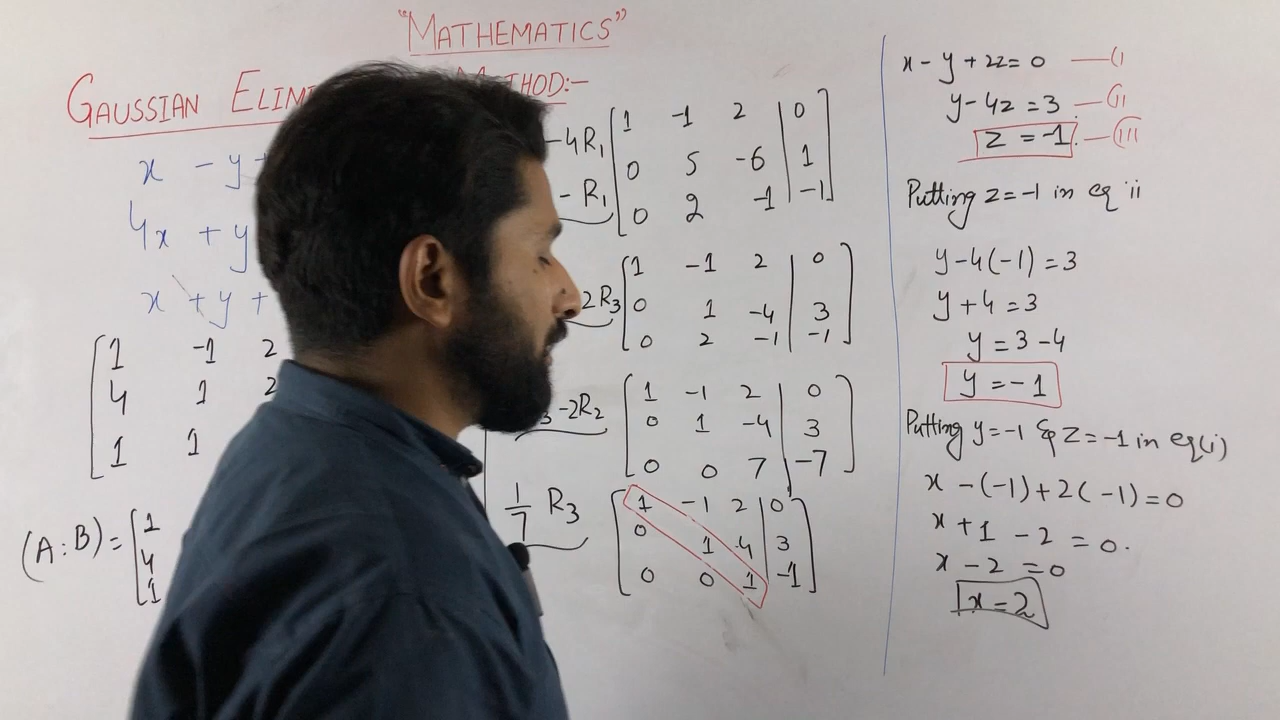 "MATHEMATICS"
GAUSSIAN ELIM THOD:-
x - y +
4x + y
x + y +
1 -1 2
4 1 2
1 1
(A:B) = [1
4
1
-4R₁ [1 -1 2 | 0]
0 5 -6 | 1
- R₁ 0 2 -1 | -1
[1 -1 2 | 0]
2R₃ 0 1 -4 | 3
0 2 -1 | -1
[1 -1 2 | 0]
3-2R₂ 0 1 -4 | 3
0 0 7 | -7
1/7 R₃ [1 -1 2 | 0]
0 1 -4 | 3
0 0 1 | -1
x - y + 2z = 0 —(i
y - 4z = 3 —(ii
z = -1. —(iii
Putting z = -1 in eq ii
y - 4(-1) = 3
y + 4 = 3
y = 3 - 4
y = -1
Putting y = -1 & z = -1 in eq(i)
x - (-1) + 2(-1) = 0
x + 1 - 2 = 0.
x - 2 = 0
x = 2